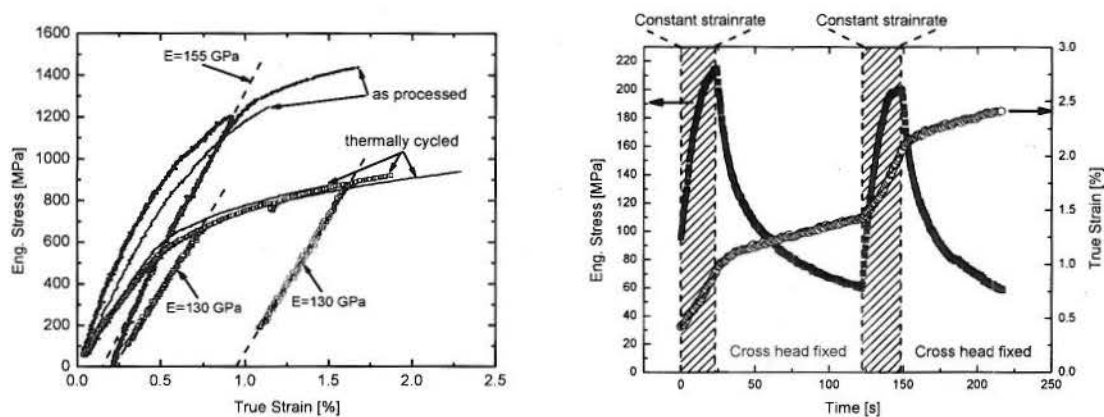 1600
1400
1200
1000
800
600
400
200
0
0.0 0.5 1.0 1.5 2.0 2.5
Eng. Stress [MPa]
True Strain [%]
E=155 GPa
as processed
thermally cycled
E=130 GPa
E=130 GPa
Constant strainrate Constant strainrate
220
200
180
160
140
120
100
80
60
40
20
0
3.0
2.5
2.0
1.5
1.0
0.5
0.0
0 50 100 150 200 250
Eng. Stress [MPa]
True Strain [%]
Cross head fixed Cross head fixed
Time [s]